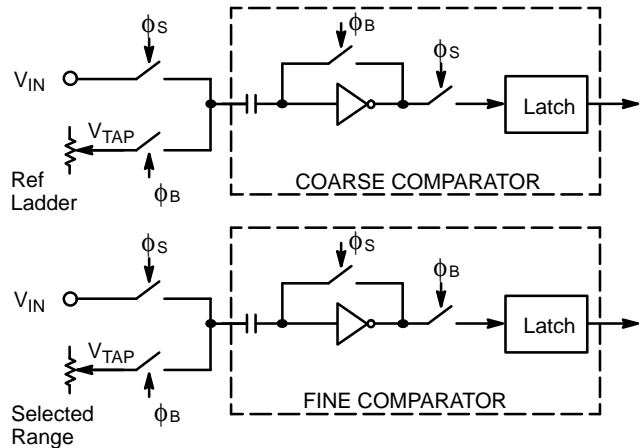 ϕS
ϕB
ϕS
VIN
Latch
VTAP
Ref
Ladder
ϕB
COARSE COMPARATOR
ϕS
ϕS
ϕB
VIN
Latch
VTAP
Selected
Range
ϕB
FINE COMPARATOR